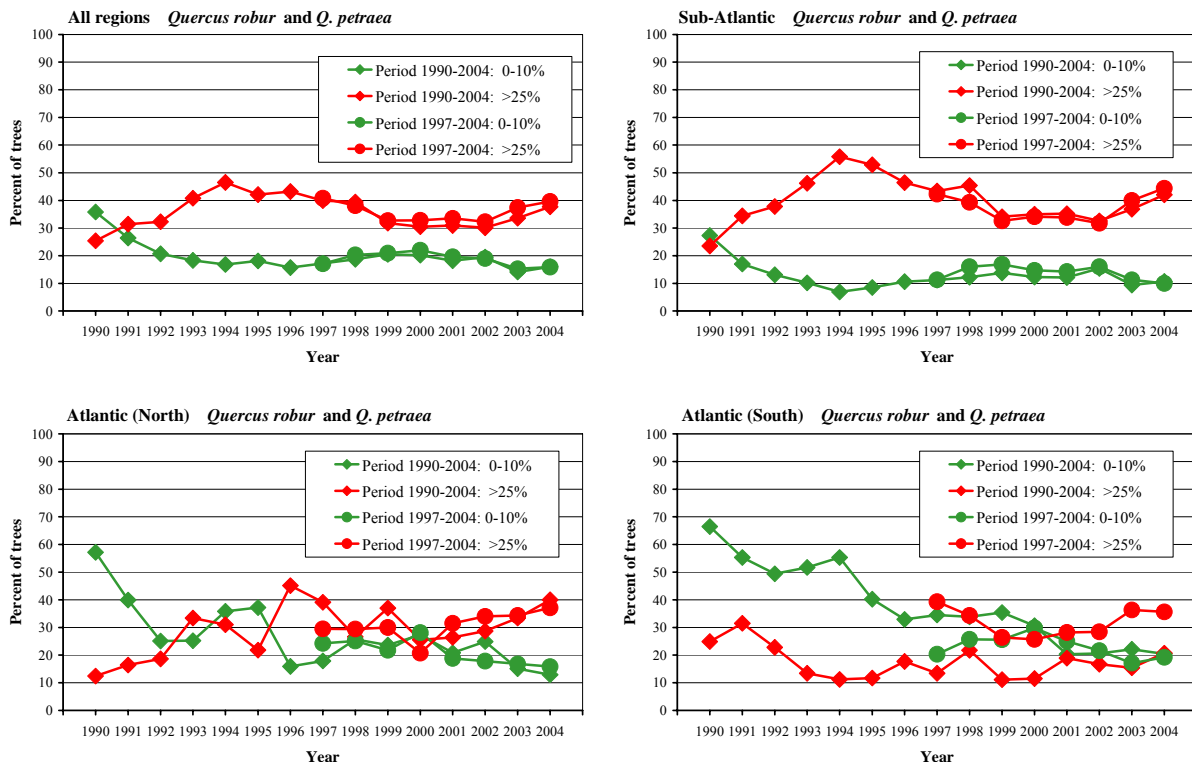 All regions Quercus robur and Q. petraea
Percent of trees
100
90
80
70
60
50
40
30
20
10
0
Period 1990-2004: 0-10%
Period 1990-2004: >25%
Period 1997-2004: 0-10%
Period 1997-2004: >25%
1990 1991 1992 1993 1994 1995 1996 1997 1998 1999 2000 2001 2002 2003 2004
Year
Sub-Atlantic Quercus robur and Q. petraea
Percent of trees
100
90
80
70
60
50
40
30
20
10
0
Period 1990-2004: 0-10%
Period 1990-2004: >25%
Period 1997-2004: 0-10%
Period 1997-2004: >25%
1990 1991 1992 1993 1994 1995 1996 1997 1998 1999 2000 2001 2002 2003 2004
Year
Atlantic (North) Quercus robur and Q. petraea
Percent of trees
100
90
80
70
60
50
40
30
20
10
0
Period 1990-2004: 0-10%
Period 1990-2004: >25%
Period 1997-2004: 0-10%
Period 1997-2004: >25%
1990 1991 1992 1993 1994 1995 1996 1997 1998 1999 2000 2001 2002 2003 2004
Year
Atlantic (South) Quercus robur and Q. petraea
Percent of trees
100
90
80
70
60
50
40
30
20
10
0
Period 1990-2004: 0-10%
Period 1990-2004: >25%
Period 1997-2004: 0-10%
Period 1997-2004: >25%
1990 1991 1992 1993 1994 1995 1996 1997 1998 1999 2000 2001 2002 2003 2004
Year